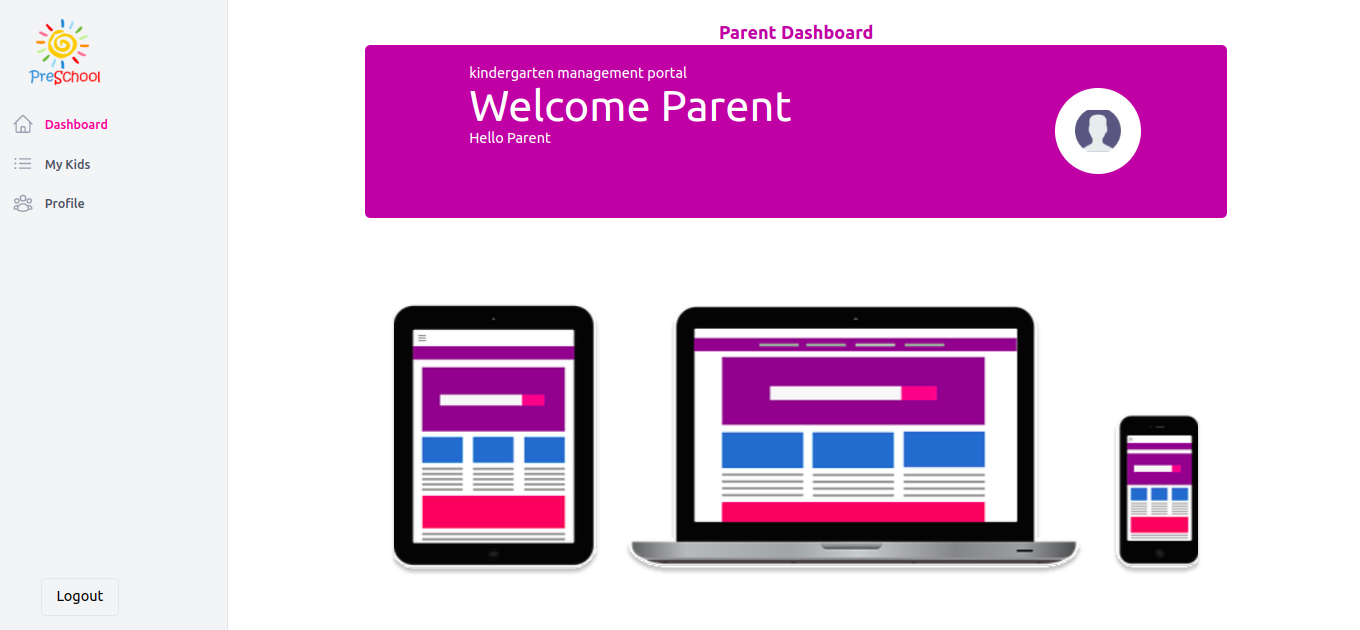 PreSchool
Dashboard
My Kids
Profile
Logout
Parent Dashboard
kindergarten management portal
Welcome Parent
Hello Parent